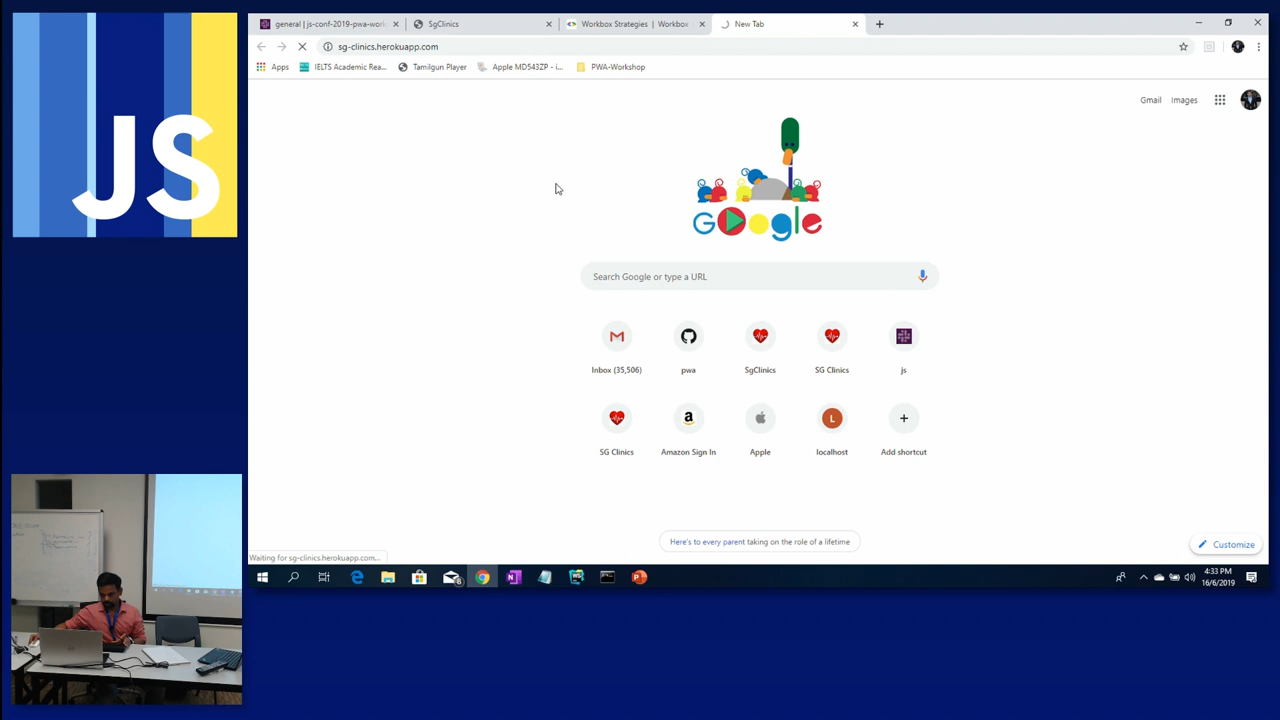 JS
general | js-conf-2019-pwa-work
SgClinics
Workbox Strategies | Workbox
New Tab
sg-clinics.herokuapp.com
Apps
IELTS Academic Rea...
Tamilgun Player
Apple MD543ZP - i...
PWA-Workshop
Gmail
Images
Google
Search Google or type a URL
Inbox (35,506)
pwa
SgClinics
SG Clinics
js
SG Clinics
Amazon Sign In
Apple
L
localhost
Add shortcut
Here's to every parent taking on the role of a lifetime
Customize
Waiting for sg-clinics.herokuapp.com...
4:33 PM
16/6/2019